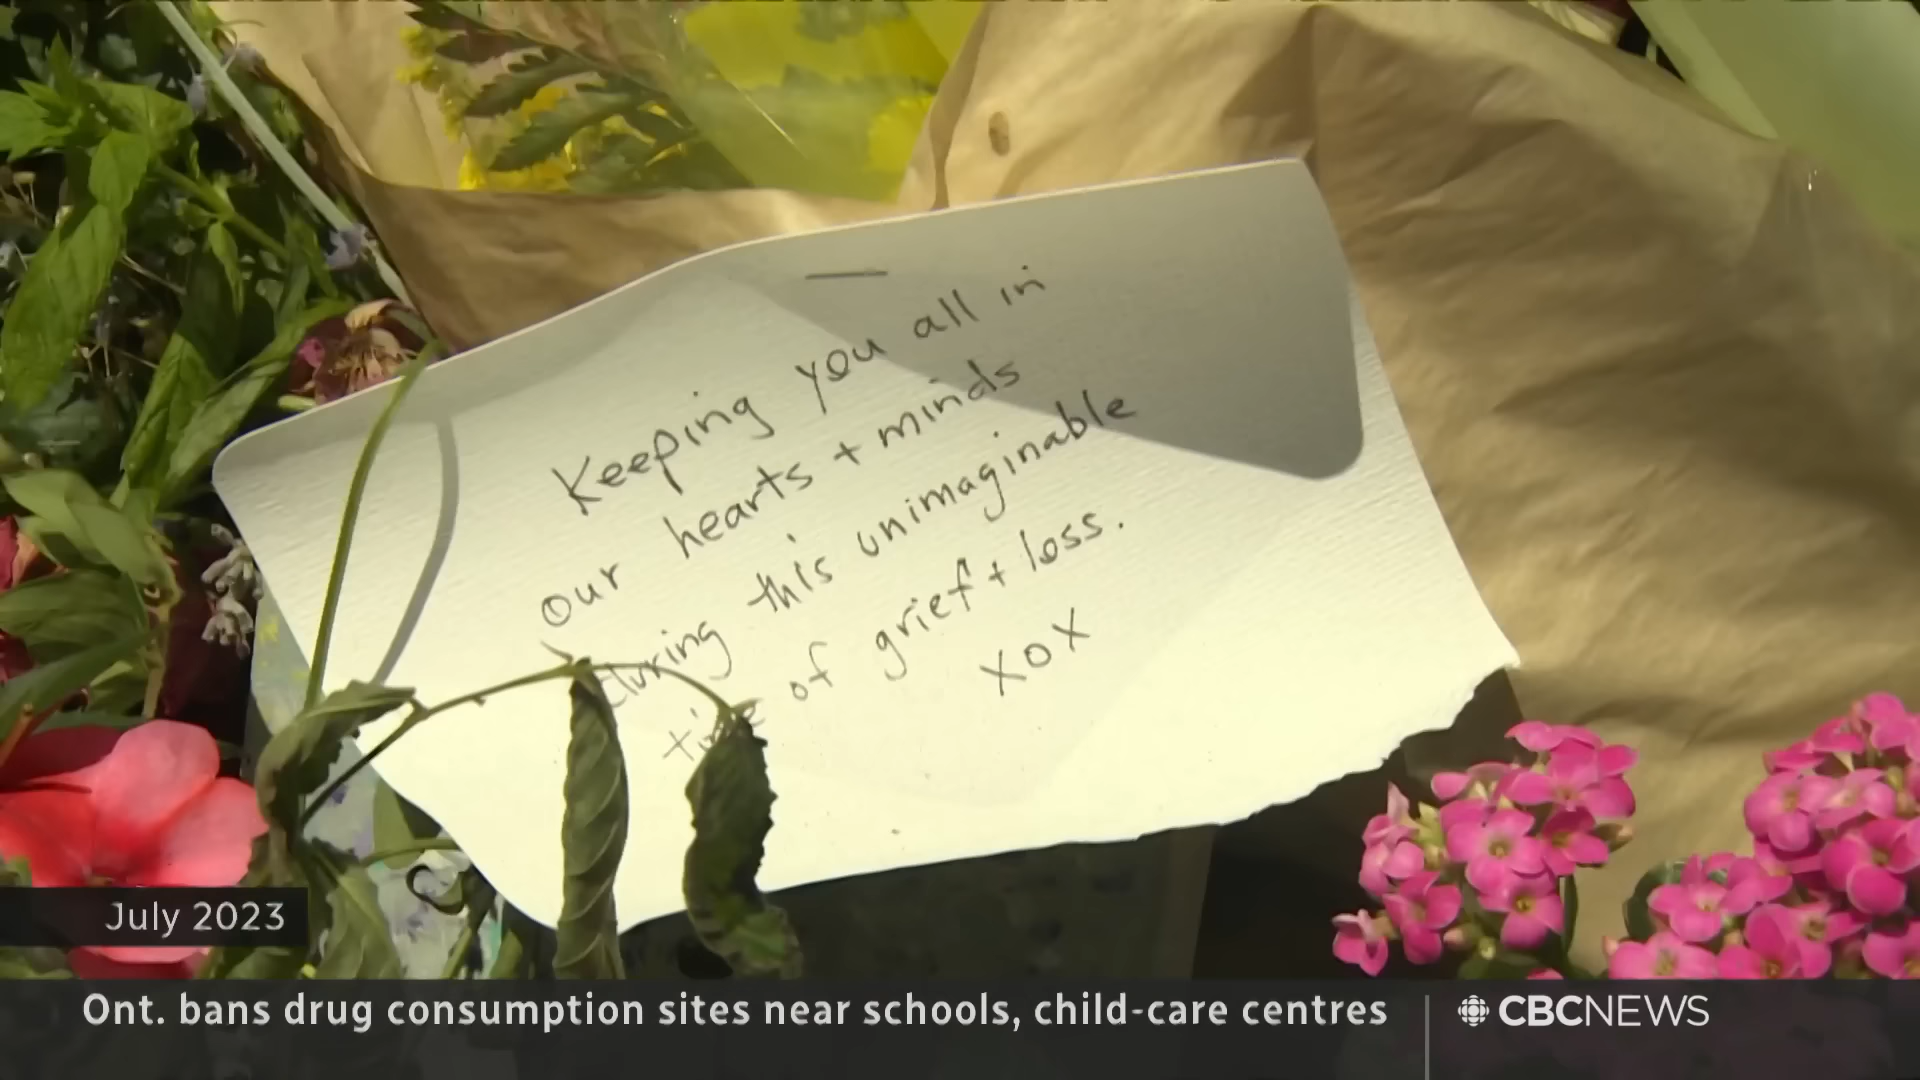 Keeping you all in
our hearts + minds
during this unimaginable
time of grief + loss.
XOX
July 2023
Ont. bans drug consumption sites near schools, child-care centres
CBCNEWS